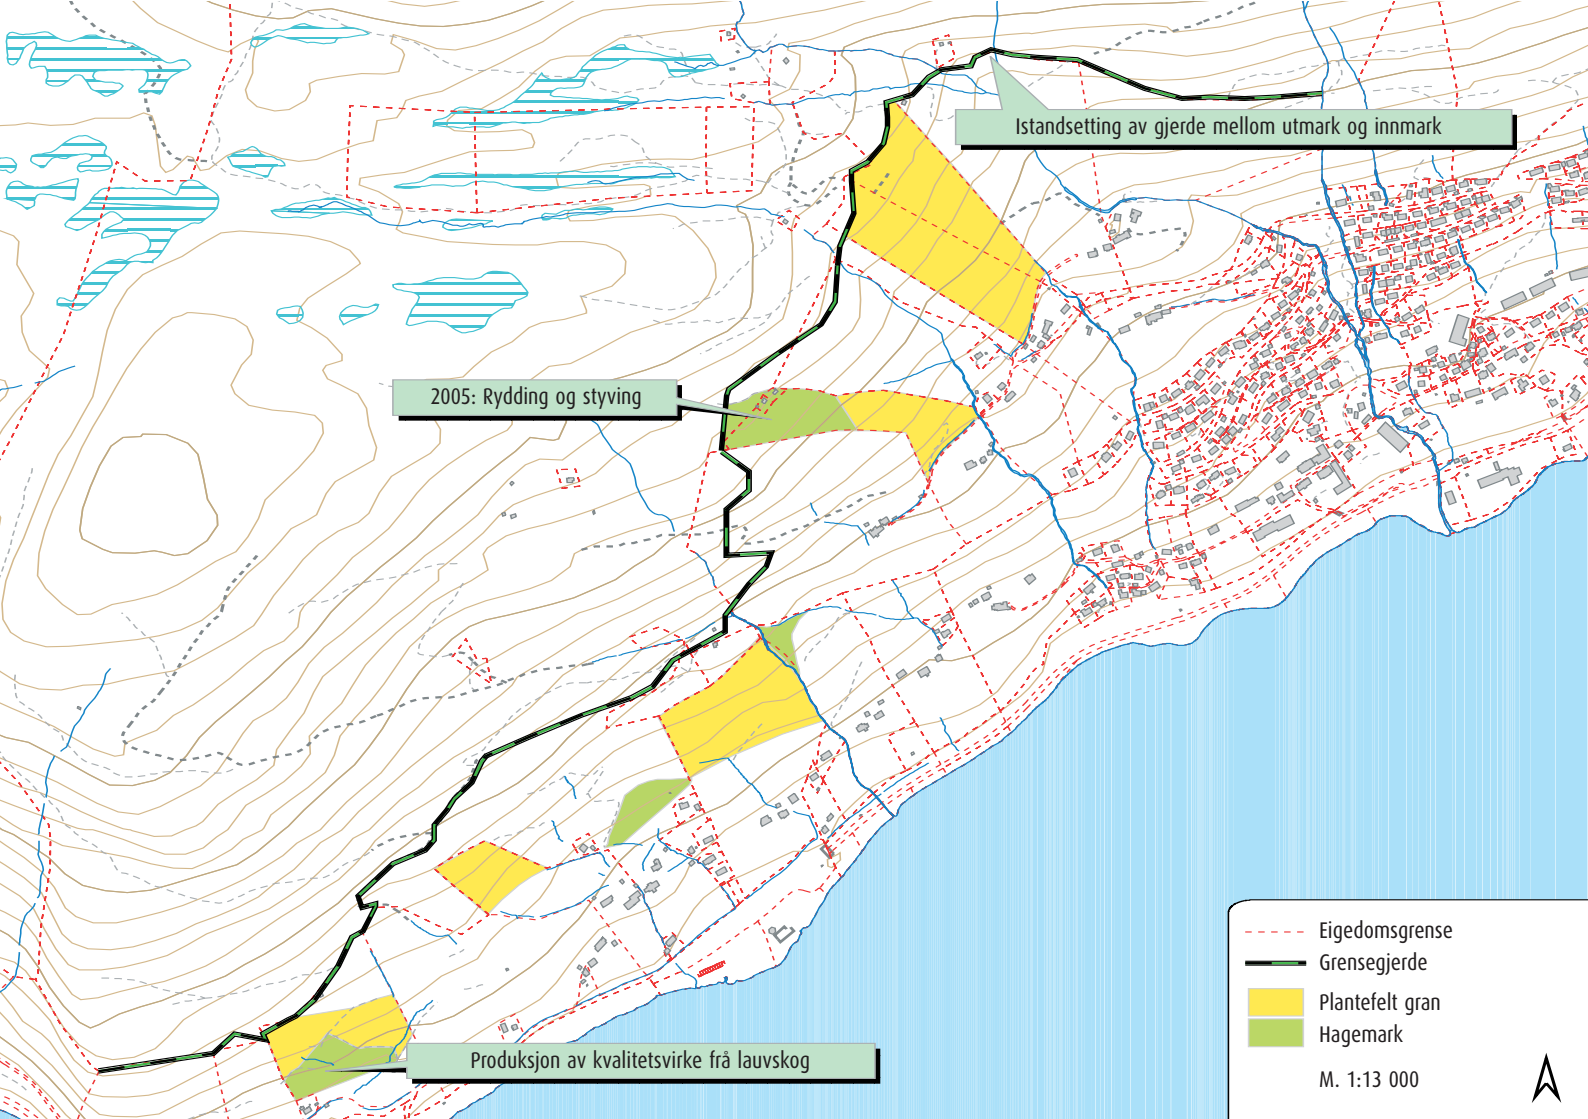 Istandsetting av gjerde mellom utmark og innmark
2005: Rydding og styving
Produksjon av kvalitetsvirke frå lauvskog
Eigedomsgrense
Grensegjerde
Plantefelt gran
Hagemark
M. 1:13 000